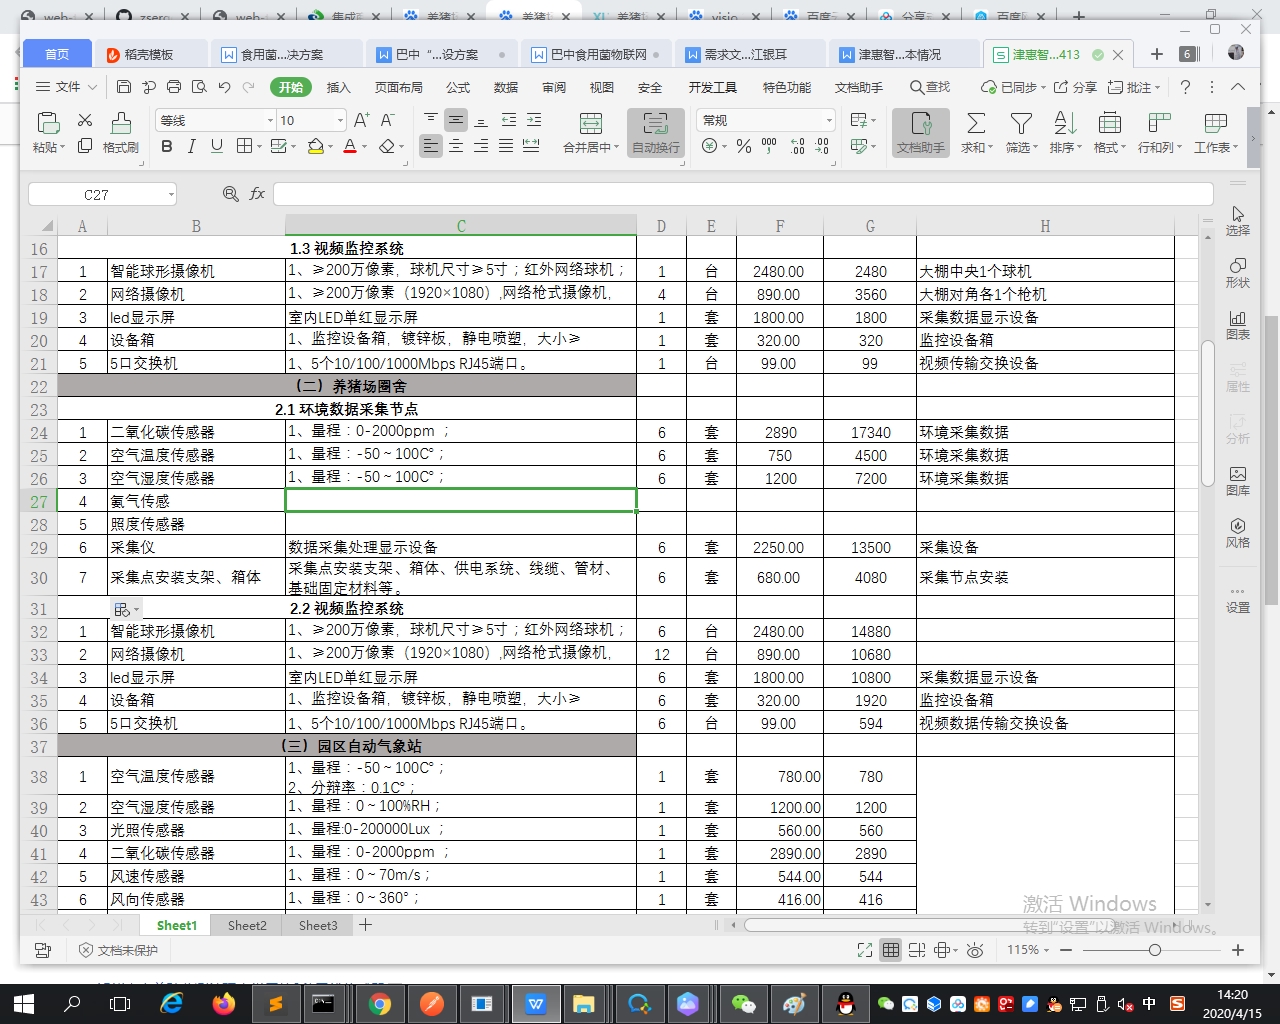 首页 稻壳模板 食用菌...决方案 巴中“...设方案 巴中食用菌物联网 需求文...江银耳 津惠智...本情况 津惠智...413 6
文件 开始 插入 页面布局 公式 数据 审阅 视图 安全 开发工具 特色功能 文档助手 查找 已同步 分享 批注
粘贴 格式刷 等线 10 合并居中 自动换行 常规 文档助手 求和 筛选 排序 格式 行和列 工作表
C27 fx
A B C D E F G H
16 1.3 视频监控系统
17 1 智能球形摄像机 1、≥200万像素，球机尺寸≥5寸；红外网络球机； 1 台 2480.00 2480 大棚中央1个球机
18 2 网络摄像机 1、≥200万像素（1920×1080）,网络枪式摄像机, 4 台 890.00 3560 大棚对角各1个枪机
19 3 led显示屏 室内LED单红显示屏 1 套 1800.00 1800 采集数据显示设备
20 4 设备箱 1、监控设备箱，镀锌板，静电喷塑，大小≥ 1 套 320.00 320 监控设备箱
21 5 5口交换机 1、5个10/100/1000Mbps RJ45端口。 1 台 99.00 99 视频传输交换设备
22 （二）养猪场圈舍
23 2.1 环境数据采集节点
24 1 二氧化碳传感器 1、量程：0-2000ppm ； 6 套 2890 17340 环境采集数据
25 2 空气温度传感器 1、量程：-50～100C°； 6 套 750 4500 环境采集数据
26 3 空气湿度传感器 1、量程：-50～100C°； 6 套 1200 7200 环境采集数据
27 4 氨气传感
28 5 照度传感器
29 6 采集仪 数据采集处理显示设备 6 套 2250.00 13500 采集设备
30 7 采集点安装支架、箱体 采集点安装支架、箱体、供电系统、线缆、管材、 6 套 680.00 4080 采集节点安装
基础固定材料等。
31 2.2 视频监控系统
32 1 智能球形摄像机 1、≥200万像素，球机尺寸≥5寸；红外网络球机； 6 台 2480.00 14880
33 2 网络摄像机 1、≥200万像素（1920×1080）,网络枪式摄像机, 12 台 890.00 10680
34 3 led显示屏 室内LED单红显示屏 6 套 1800.00 10800 采集数据显示设备
35 4 设备箱 1、监控设备箱，镀锌板，静电喷塑，大小≥ 6 套 320.00 1920 监控设备箱
36 5 5口交换机 1、5个10/100/1000Mbps RJ45端口。 6 台 99.00 594 视频数据传输交换设备
37 （三）园区自动气象站
38 1 空气温度传感器 1、量程：-50～100C°； 1 套 780.00 780
2、分辩率：0.1C°；
39 2 空气湿度传感器 1、量程：0～100%RH； 1 套 1200.00 1200
40 3 光照传感器 1、量程:0-200000Lux ； 1 套 560.00 560
41 4 二氧化碳传感器 1、量程：0-2000ppm ； 1 套 2890.00 2890
42 5 风速传感器 1、量程：0～70m/s； 1 套 544.00 544
43 6 风向传感器 1、量程：0～360°； 1 套 416.00 416
选择
形状
图表
属性
分析
图库
风格
设置
激活 Windows
转到“设置”以激活 Windows。
Sheet1 Sheet2 Sheet3
文档未保护 115%
中
14:20
2020/4/15